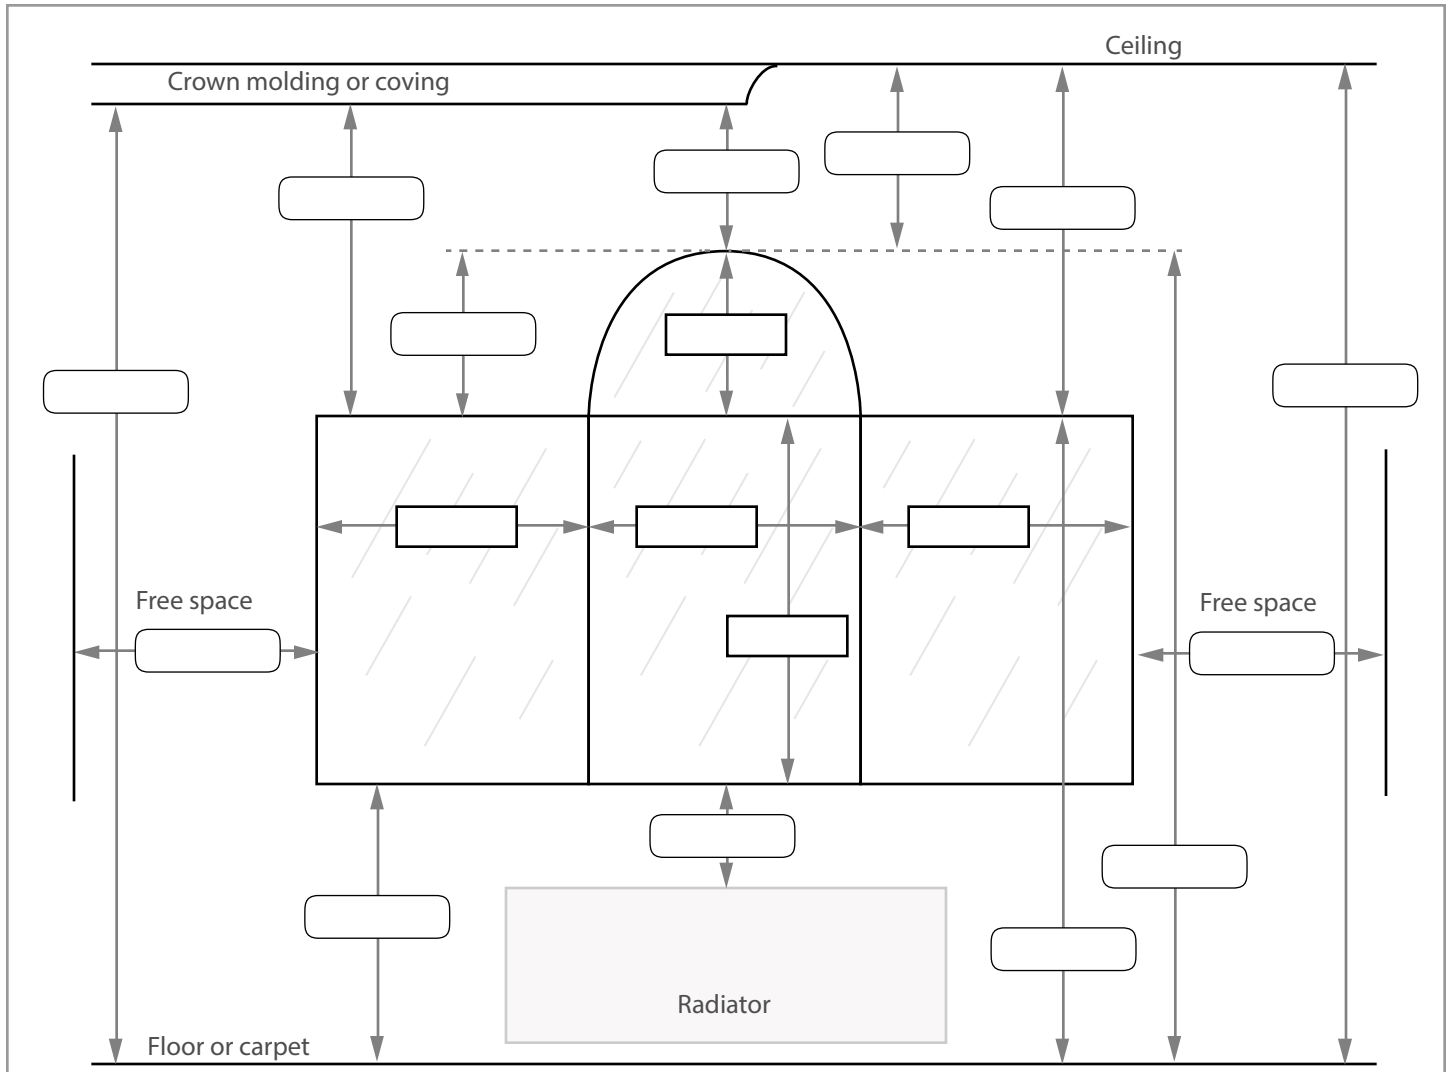 Ceiling
Crown molding or coving
Free space
Free space
Radiator
Floor or carpet